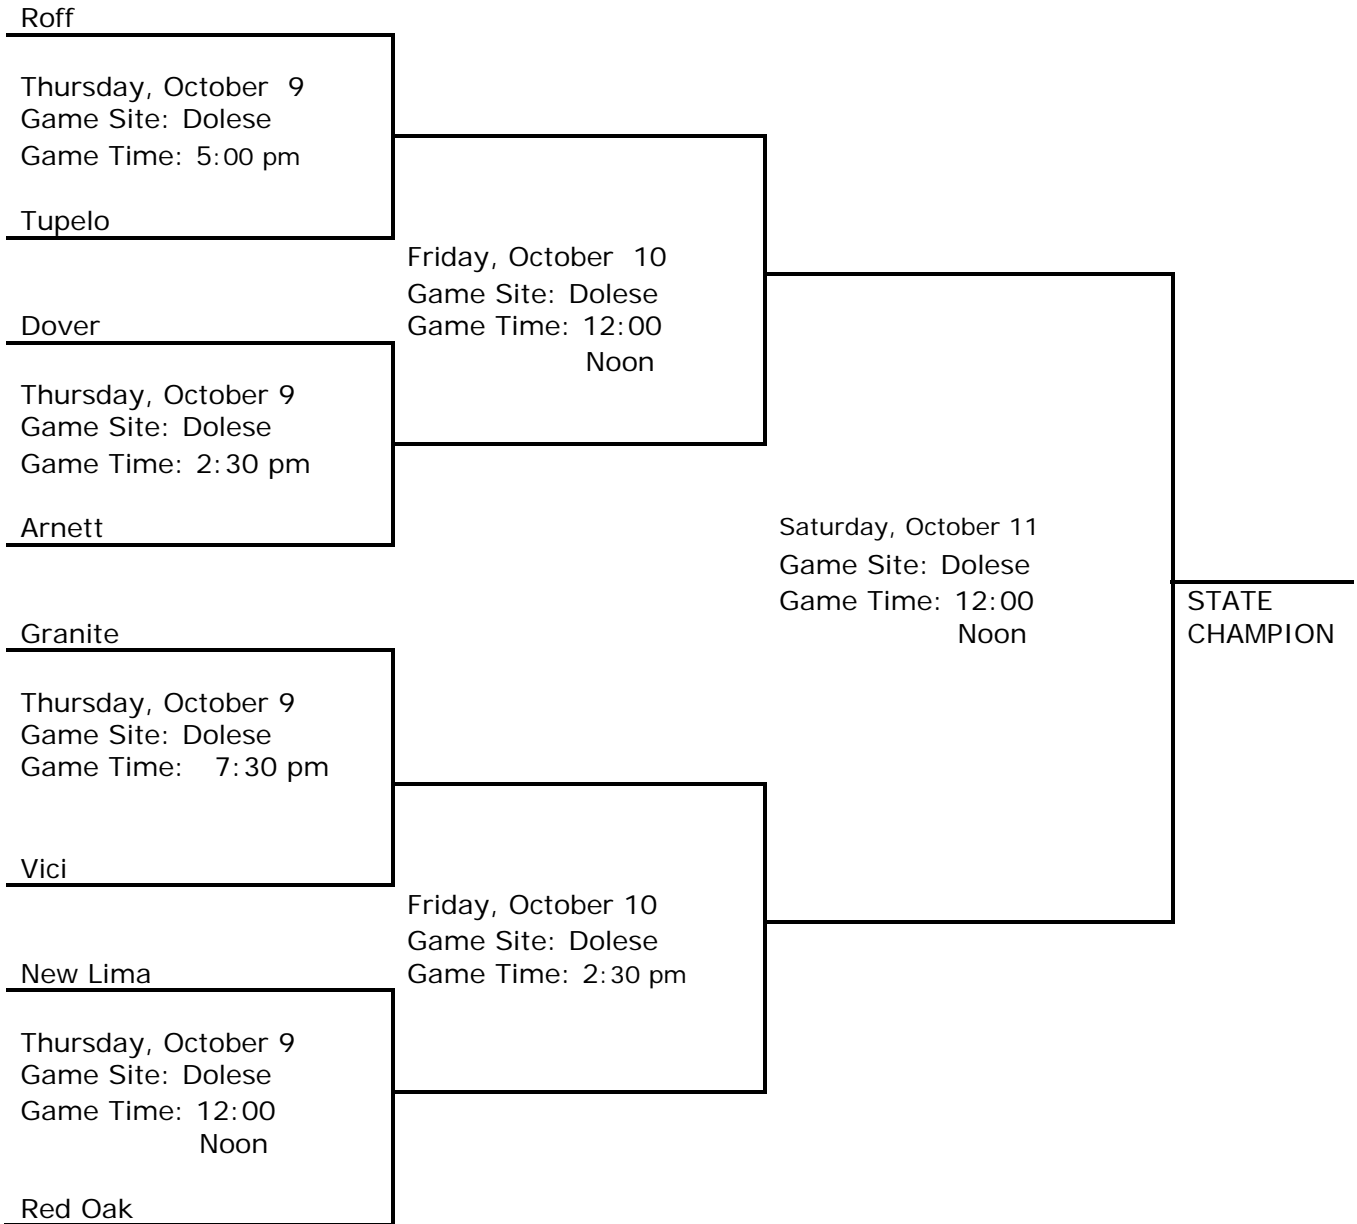 Roff
Thursday, October 9
Game Site: Dolese
Game Time: 5:00 pm
Tupelo
Dover
Thursday, October 9
Game Site: Dolese
Game Time: 2:30 pm
Arnett
Friday, October 10
Game Site: Dolese
Game Time: 12:00
Noon
Granite
Thursday, October 9
Game Site: Dolese
Game Time: 7:30 pm
Vici
New Lima
Thursday, October 9
Game Site: Dolese
Game Time: 12:00
Noon
Red Oak
Friday, October 10
Game Site: Dolese
Game Time: 2:30 pm
Saturday, October 11
Game Site: Dolese
Game Time: 12:00
Noon
STATE
CHAMPION